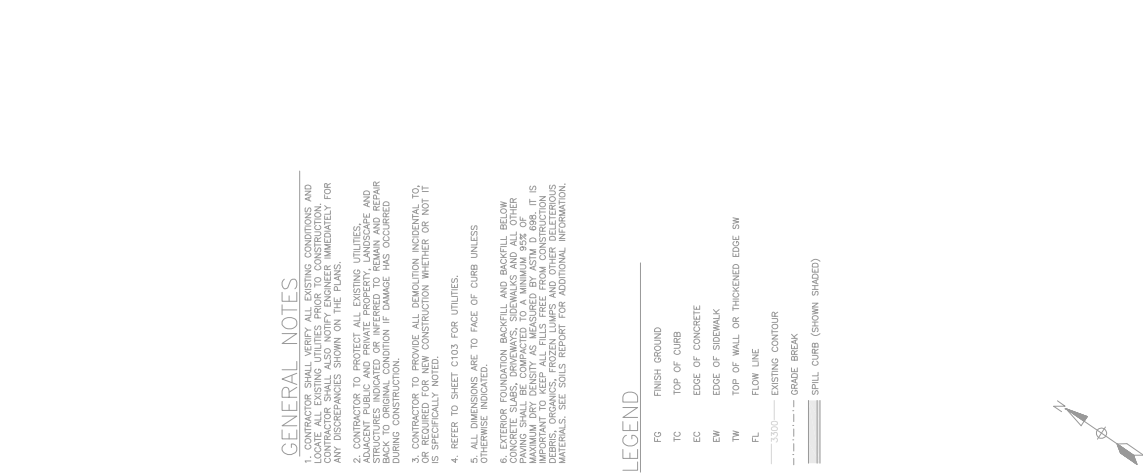 GENERAL NOTES
1. CONTRACTOR SHALL VERIFY ALL EXISTING CONDITIONS AND
LOCATE ALL EXISTING UTILITIES PRIOR TO CONSTRUCTION.
CONTRACTOR SHALL ALSO NOTIFY ENGINEER IMMEDIATELY FOR
ANY DISCREPANCIES SHOWN ON THE PLANS.
2. CONTRACTOR TO PROTECT ALL EXISTING UTILITIES,
ADJACENT PUBLIC AND PRIVATE PROPERTY, LANDSCAPE AND
STRUCTURES INDICATED OR INFERRED TO REMAIN AND REPAIR
BACK TO ORIGINAL CONDITION IF DAMAGE HAS OCCURRED
DURING CONSTRUCTION.
3. CONTRACTOR TO PROVIDE ALL DEMOLITION INCIDENTAL TO,
OR REQUIRED FOR NEW CONSTRUCTION WHETHER OR NOT IT
IS SPECIFICALLY NOTED.
4. REFER TO SHEET C103 FOR UTILITIES.
5. ALL DIMENSIONS ARE TO FACE OF CURB UNLESS
OTHERWISE INDICATED.
6. EXTERIOR FOUNDATION BACKFILL AND BACKFILL BELOW
CONCRETE SLABS, DRIVEWAYS, SIDEWALKS AND ALL OTHER
PAVING SHALL BE COMPACTED TO A MINIMUM 95% OF
MAXIMUM DRY DENSITY AS MEASURED BY ASTM D 698. IT IS
IMPORTANT TO KEEP ALL FILLS FREE FROM CONSTRUCTION
DEBRIS, ORGANICS, FROZEN LUMPS AND OTHER DELETERIOUS
MATERIALS. SEE SOILS REPORT FOR ADDITIONAL INFORMATION.
LEGEND
FG FINISH GROUND
TC TOP OF CURB
EC EDGE OF CONCRETE
EW EDGE OF SIDEWALK
TW TOP OF WALL OR THICKENED EDGE SW
FL FLOW LINE
3300 EXISTING CONTOUR
GRADE BREAK
SPILL CURB (SHOWN SHADED)
N